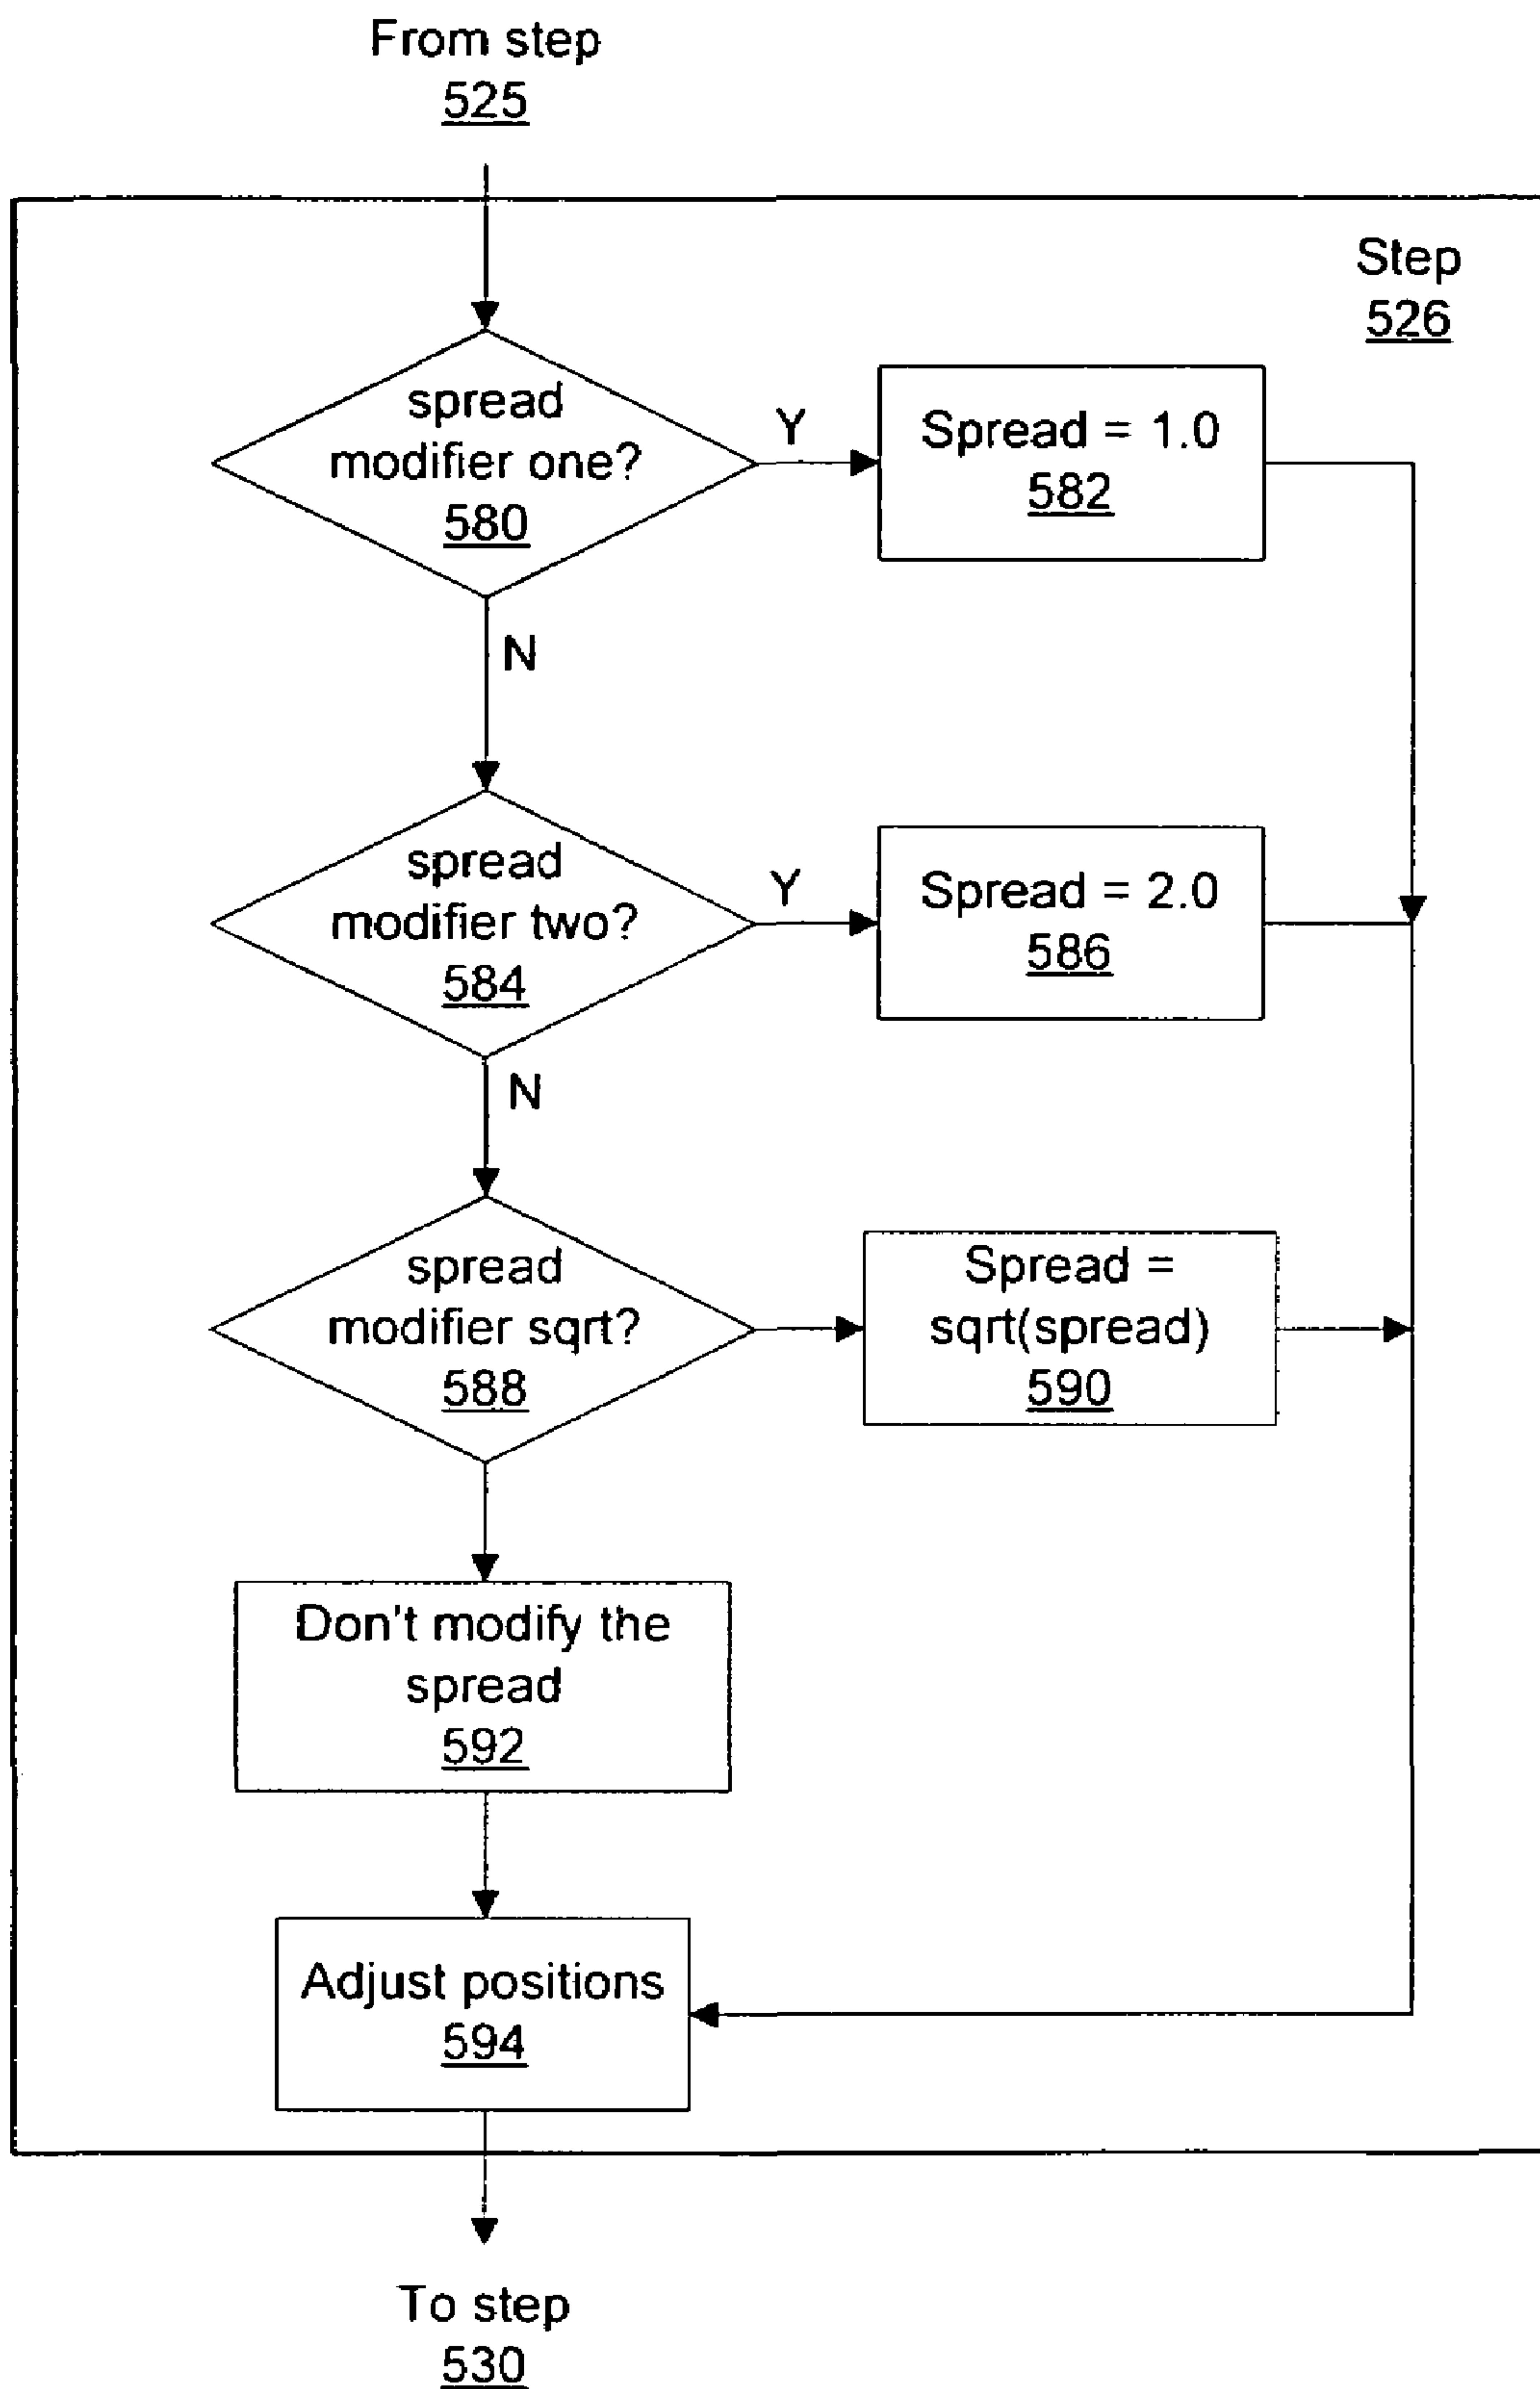 From step
525
Step
526
spread
modifier one?
580
Y
Spread = 1.0
582
N
spread
modifier two?
584
Y
Spread = 2.0
586
N
spread
modifier sqrt?
588
Spread =
sqrt(spread)
590
Don't modify the
spread
592
Adjust positions
594
To step
530